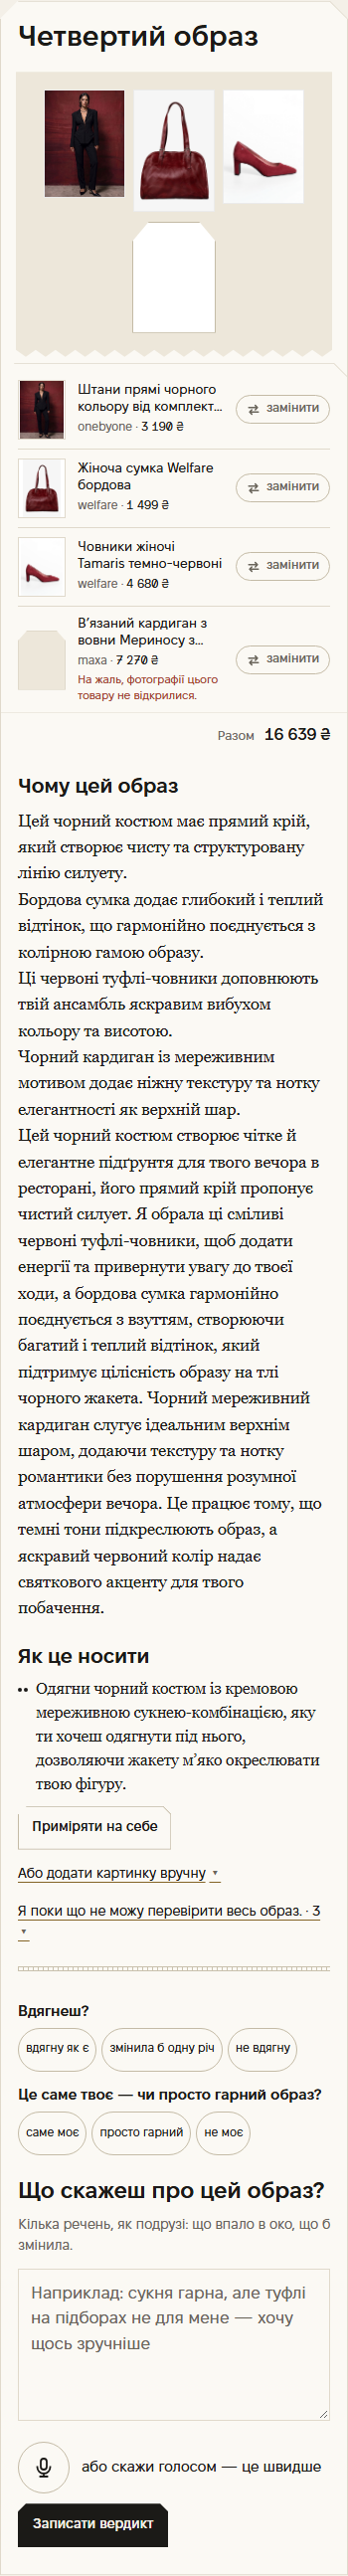 Четвертий образ
Штани прямі чорного
кольору від комплект...
onebyone · 3 190 ₴
замінити
Жіноча сумка Welfare
бордова
welfare · 1 499 ₴
замінити
Човники жіночі
Tamaris темно-червоні
welfare · 4 680 ₴
замінити
В’язаний кардиган з
вовни Мериносу з...
maxa · 7 270 ₴
На жаль, фотографії цього
товару не відкрилися.
замінити
Разом 16 639 ₴
Чому цей образ
Цей чорний костюм має прямий крій,
який створює чисту та структуровану
лінію силуету.
Бордова сумка додає глибокий і теплий
відтінок, що гармонійно поєднується з
колірною гамою образу.
Ці червоні туфлі-човники доповнюють
твій ансамбль яскравим вибухом
кольору та висотою.
Чорний кардиган із мереживним
мотивом додає ніжну текстуру та нотку
елегантності як верхній шар.
Цей чорний костюм створює чітке й
елегантне підґрунтя для твого вечора в
ресторані, його прямий крій пропонує
чистий силует. Я обрала ці сміливі
червоні туфлі-човники, щоб додати
енергії та привернути увагу до твоєї
ходи, а бордова сумка гармонійно
поєднується з взуттям, створюючи
багатий і теплий відтінок, який
підтримує цілісність образу на тлі
чорного жакета. Чорний мереживний
кардиган слугує ідеальним верхнім
шаром, додаючи текстуру та нотку
романтики без порушення розумної
атмосфери вечора. Це працює тому, що
темні тони підкреслюють образ, а
яскравий червоний колір надає
святкового акценту для твого
побачення.
Як це носити
Одягни чорний костюм із кремовою
мереживною сукнею-комбінацією, яку
ти хочеш одягнути під нього,
дозволяючи жакету м’яко окреслювати
твою фігуру.
Приміряти на себе
Або додати картинку вручну
Я поки що не можу перевірити весь образ. · 3
Вдягнеш?
вдягну як є
змінила б одну річ
не вдягну
Це саме твоє — чи просто гарний образ?
саме моє
просто гарний
не моє
Що скажеш про цей образ?
Кілька речень, як подрузі: що впало в око, що б
змінила.
Наприклад: сукня гарна, але туфлі
на підборах не для мене — хочу
щось зручніше
або скажи голосом — це швидше
Записати вердикт